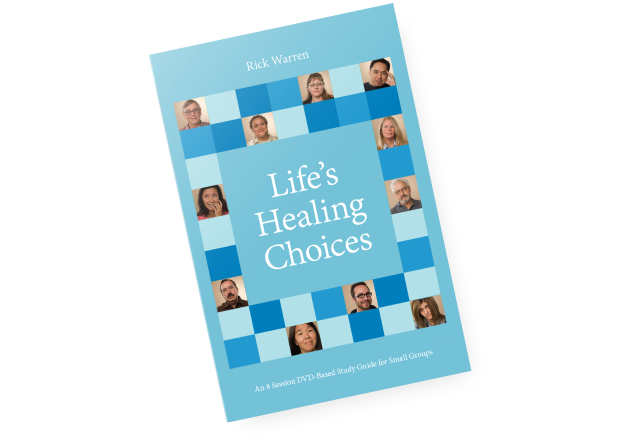 Rick Warren
Life's
Healing
Choices
An 8 Session DVD-Based Study Guide for Small Groups